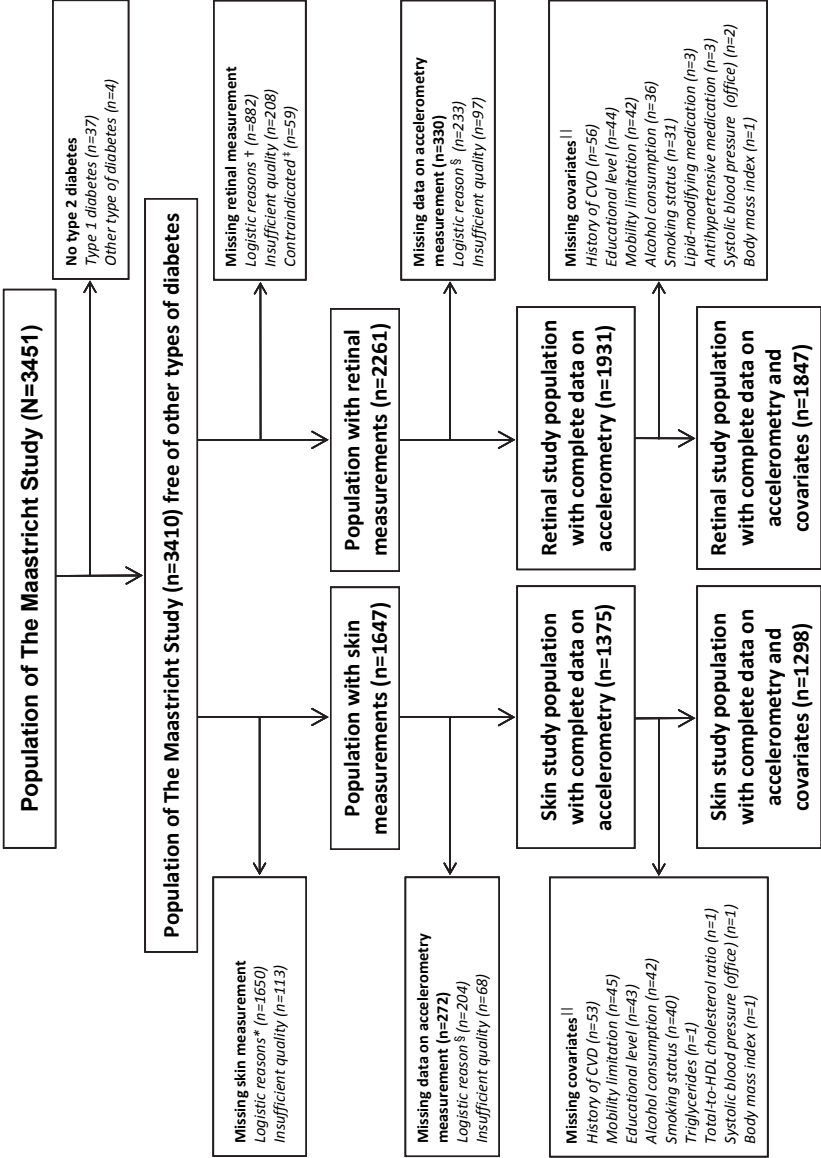 Population of The Maastricht Study (N=3451)
No type 2 diabetes
Type 1 diabetes (n=37)
Other type of diabetes (n=4)
Population of The Maastricht Study (n=3410) free of other types of diabetes
Missing skin measurement
Logistic reasons* (n=1650)
Insufficient quality (n=113)
Missing retinal measurement
Logistic reasons † (n=882)
Insufficient quality (n=208)
Contraindicated ‡ (n=59)
Population with skin
measurements (n=1647)
Population with retinal
measurements (n=2261)
Missing data on accelerometry
measurement (n=272)
Logistic reason § (n=204)
Insufficient quality (n=68)
Missing data on accelerometry
measurement (n=330)
Logistic reason § (n=233)
Insufficient quality (n=97)
Skin study population
with complete data on
accelerometry (n=1375)
Retinal study population
with complete data on
accelerometry (n=1931)
Missing covariates||
History of CVD (n=53)
Mobility limitation (n=45)
Educational level (n=43)
Alcohol consumption (n=42)
Smoking status (n=40)
Triglycerides (n=1)
Total-to-HDL cholesterol ratio (n=1)
Systolic blood pressure (office) (n=1)
Body mass index (n=1)
Missing covariates||
History of CVD (n=56)
Educational level (n=44)
Mobility limitation (n=42)
Alcohol consumption (n=36)
Smoking status (n=31)
Lipid-modifying medication (n=3)
Antihypertensive medication (n=3)
Systolic blood pressure (office) (n=2)
Body mass index (n=1)
Skin study population
with complete data on
accelerometry and
covariates (n=1298)
Retinal study population
with complete data on
accelerometry and
covariates (n=1847)